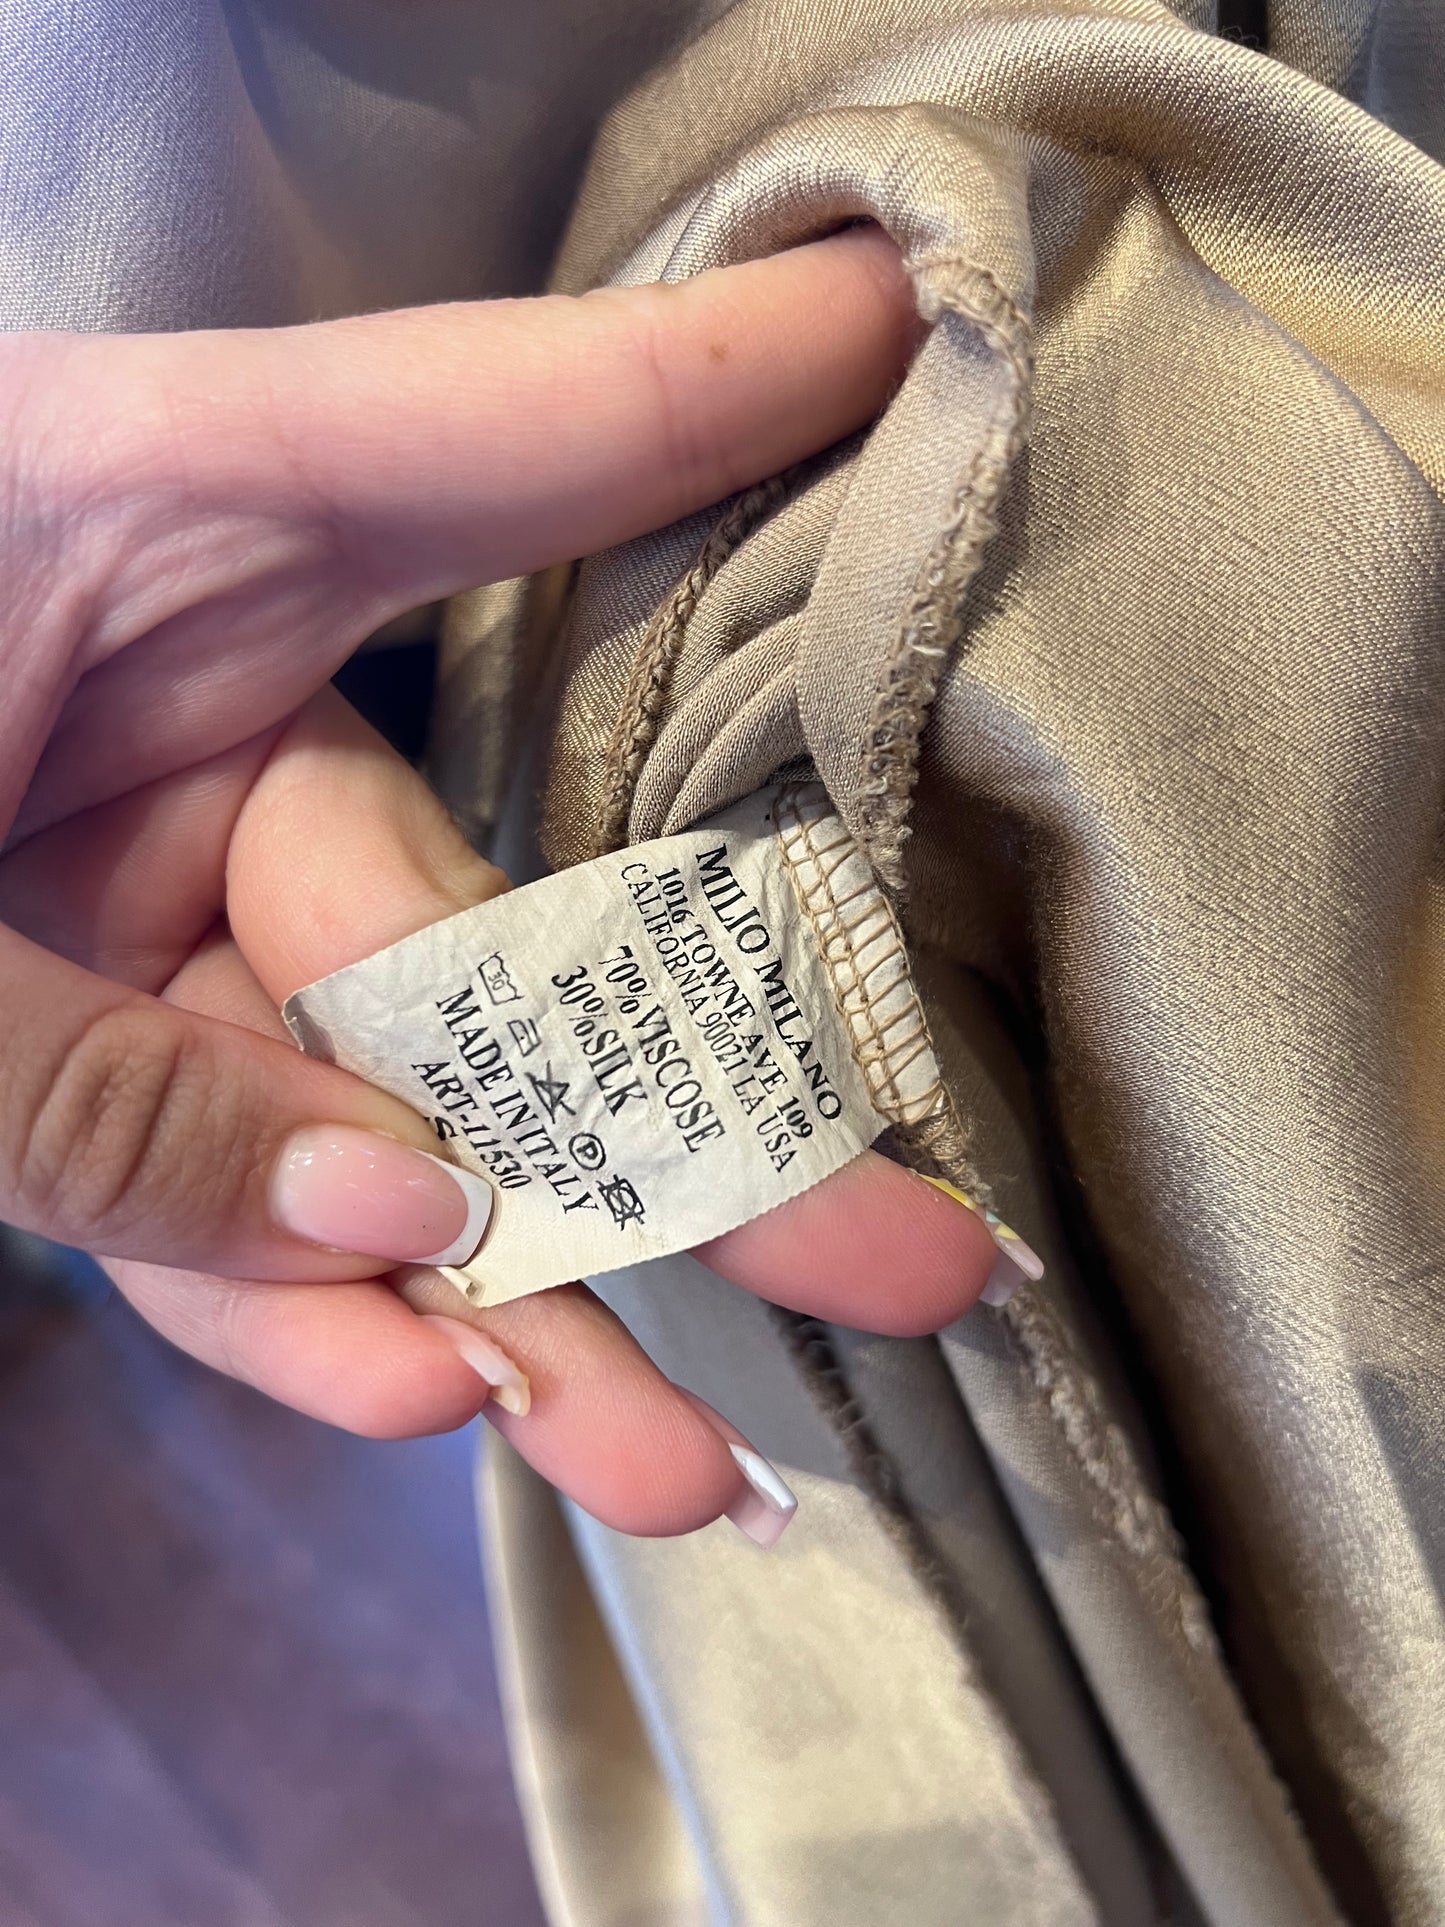 MILIO MILANO
1016 TOWNE AVE 109
CALIFORNIA 90021 LA USA
70% VISCOSE
30% SILK
30
P
MADE IN ITALY
ART-11530